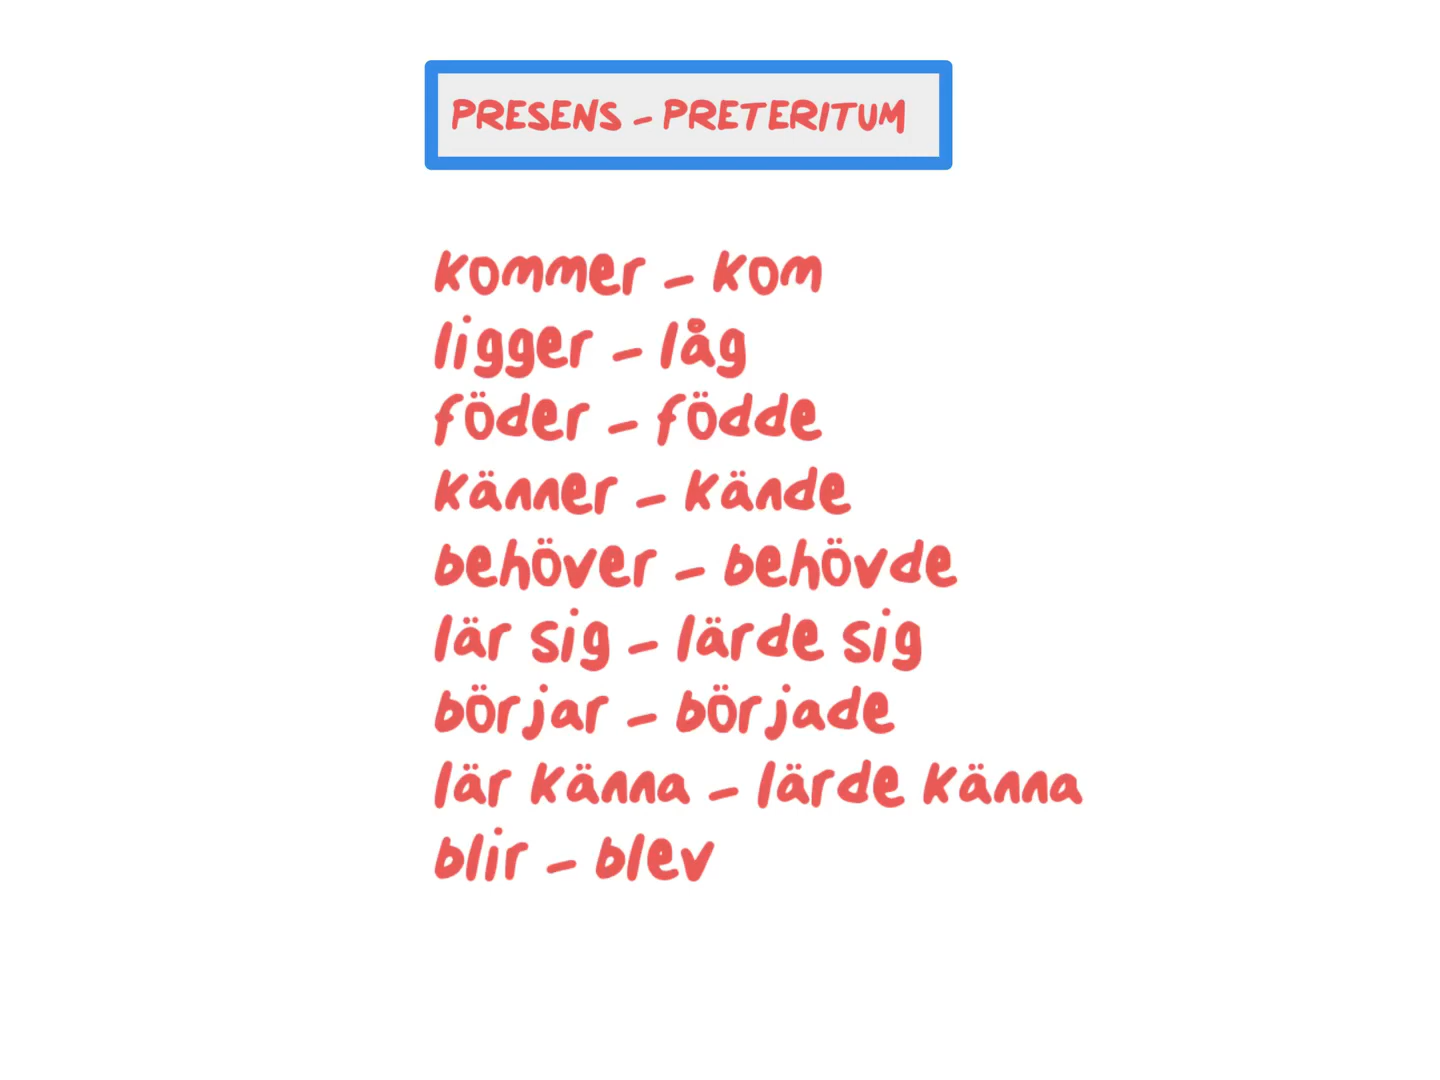 PRESENS - PRETERITUM
kommer - kom
ligger - låg
föder - födde
känner - kände
behöver - behövde
lär sig - lärde sig
börjar - började
lär känna - lärde känna
blir - blev